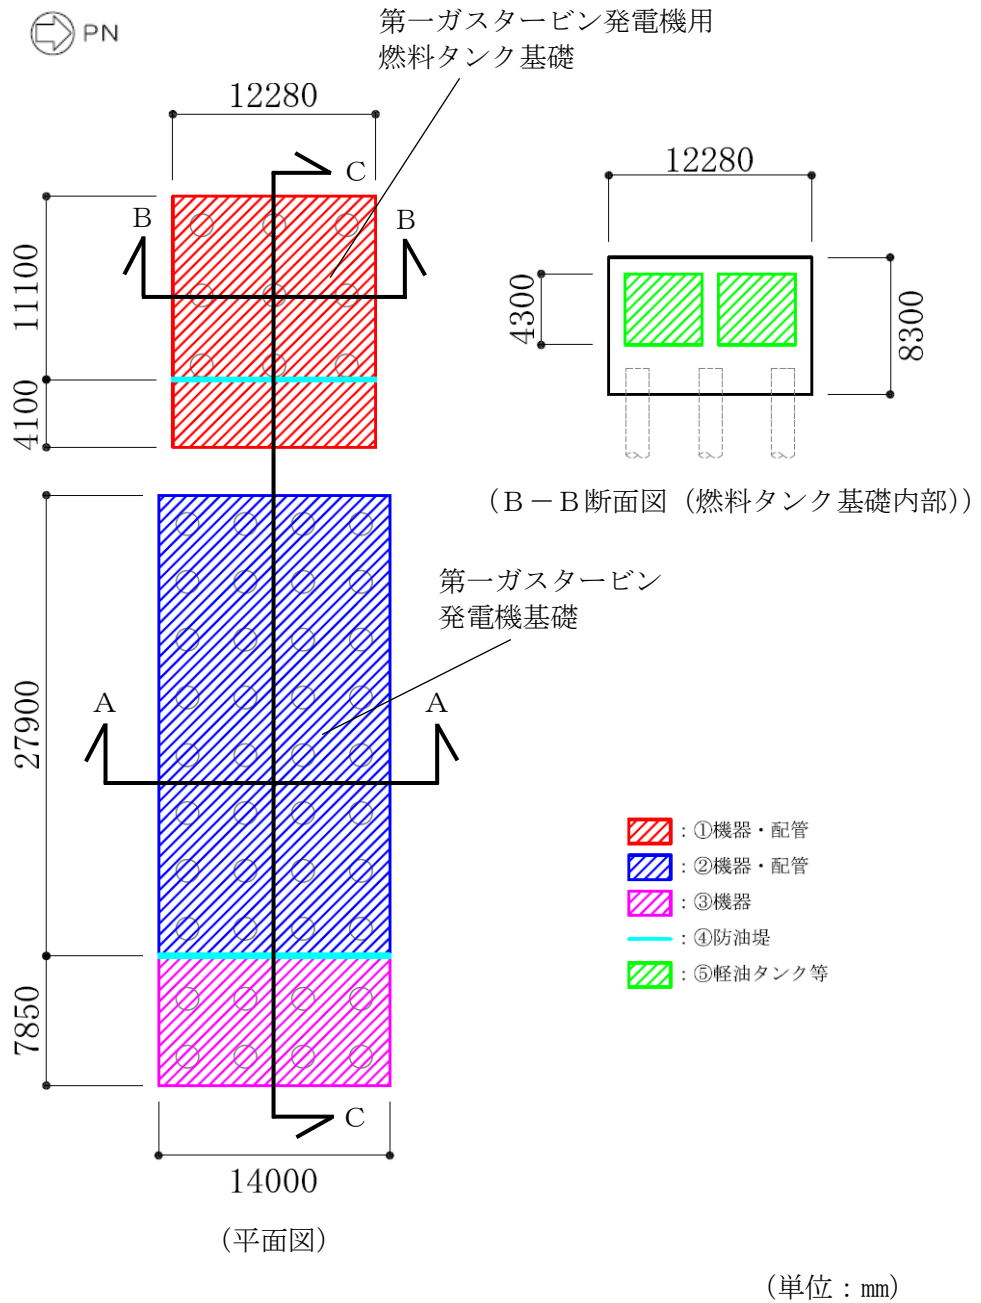 PN
第一ガスタービン発電機用
燃料タンク基礎
12280
C
B
B
11100
4100
12280
4300
8300
(B-B断面図(燃料タンク基礎内部))
第一ガスタービン
発電機基礎
A
A
27900
7850
:①機器・配管
:②機器・配管
:③機器
:④防油堤
:⑤軽油タンク等
C
14000
(平面図)
(単位:㎜)